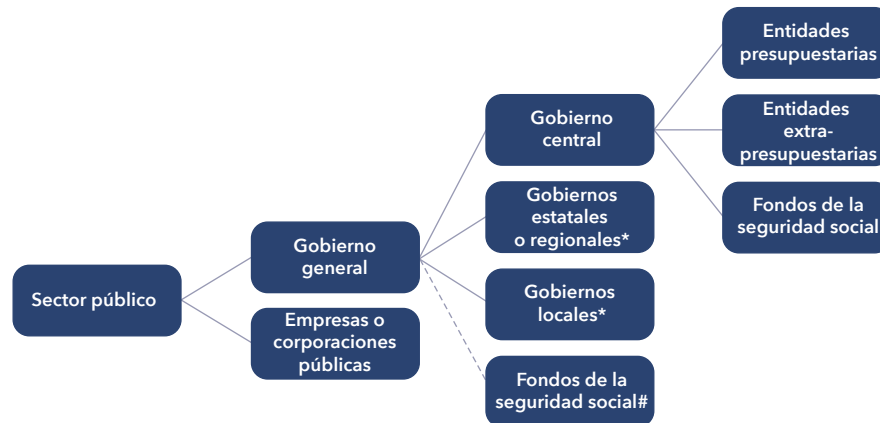 Sector público
Gobierno
general
Empresas o
corporaciones
públicas
Gobierno
central
Gobiernos
estatales
o regionales*
Gobiernos
locales*
Fondos de la
seguridad social#
Entidades
presupuestarias
Entidades
extra-
presupuestarias
Fondos de la
seguridad social